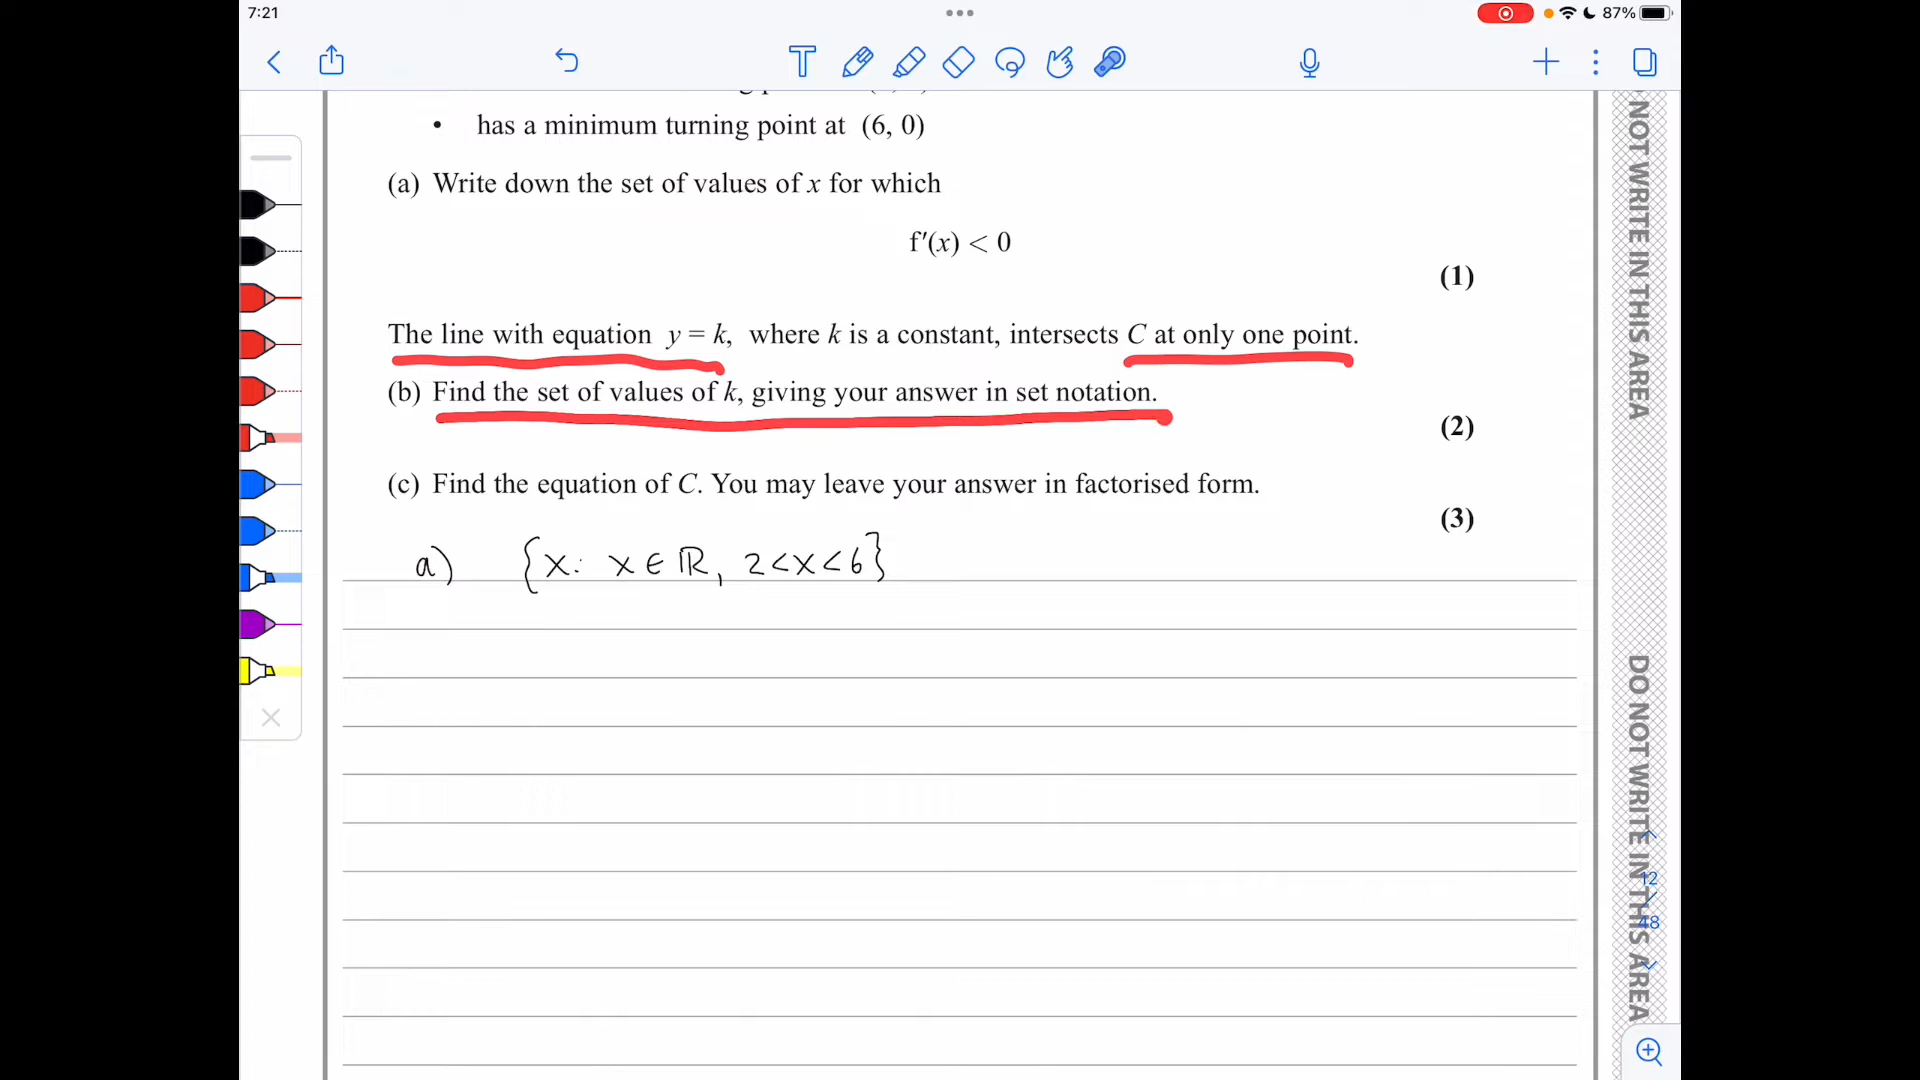 7:21
87%
• has a minimum turning point at (6, 0)
(a) Write down the set of values of x for which
f′(x) < 0
(1)
The line with equation y = k, where k is a constant, intersects C at only one point.
(b) Find the set of values of k, giving your answer in set notation.
(2)
(c) Find the equation of C. You may leave your answer in factorised form.
(3)
a) {x: x ∈ ℝ, 2<x<6}
NOT WRITE IN THIS AREA
DO NOT WRITE IN THIS AREA
12
/
48